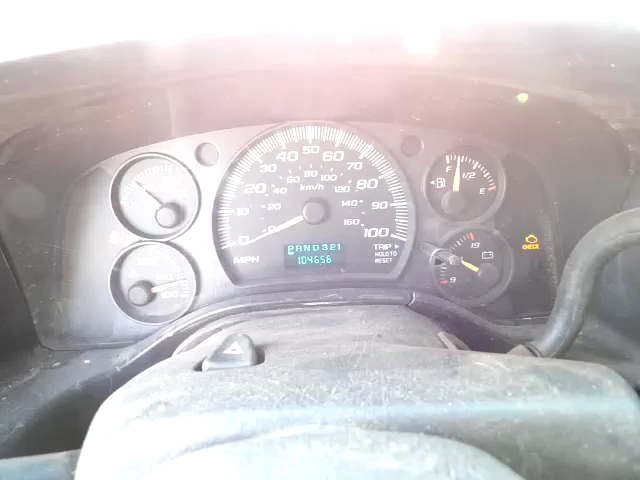 0 10 20 30 40 50 60 70 80 90 100
0 20 40 60 80 100 120 140 160
km/h
MPH
PRND321
104656
TRIP
HOLD TO
RESET
F 1/2 E
9 19
CHECK